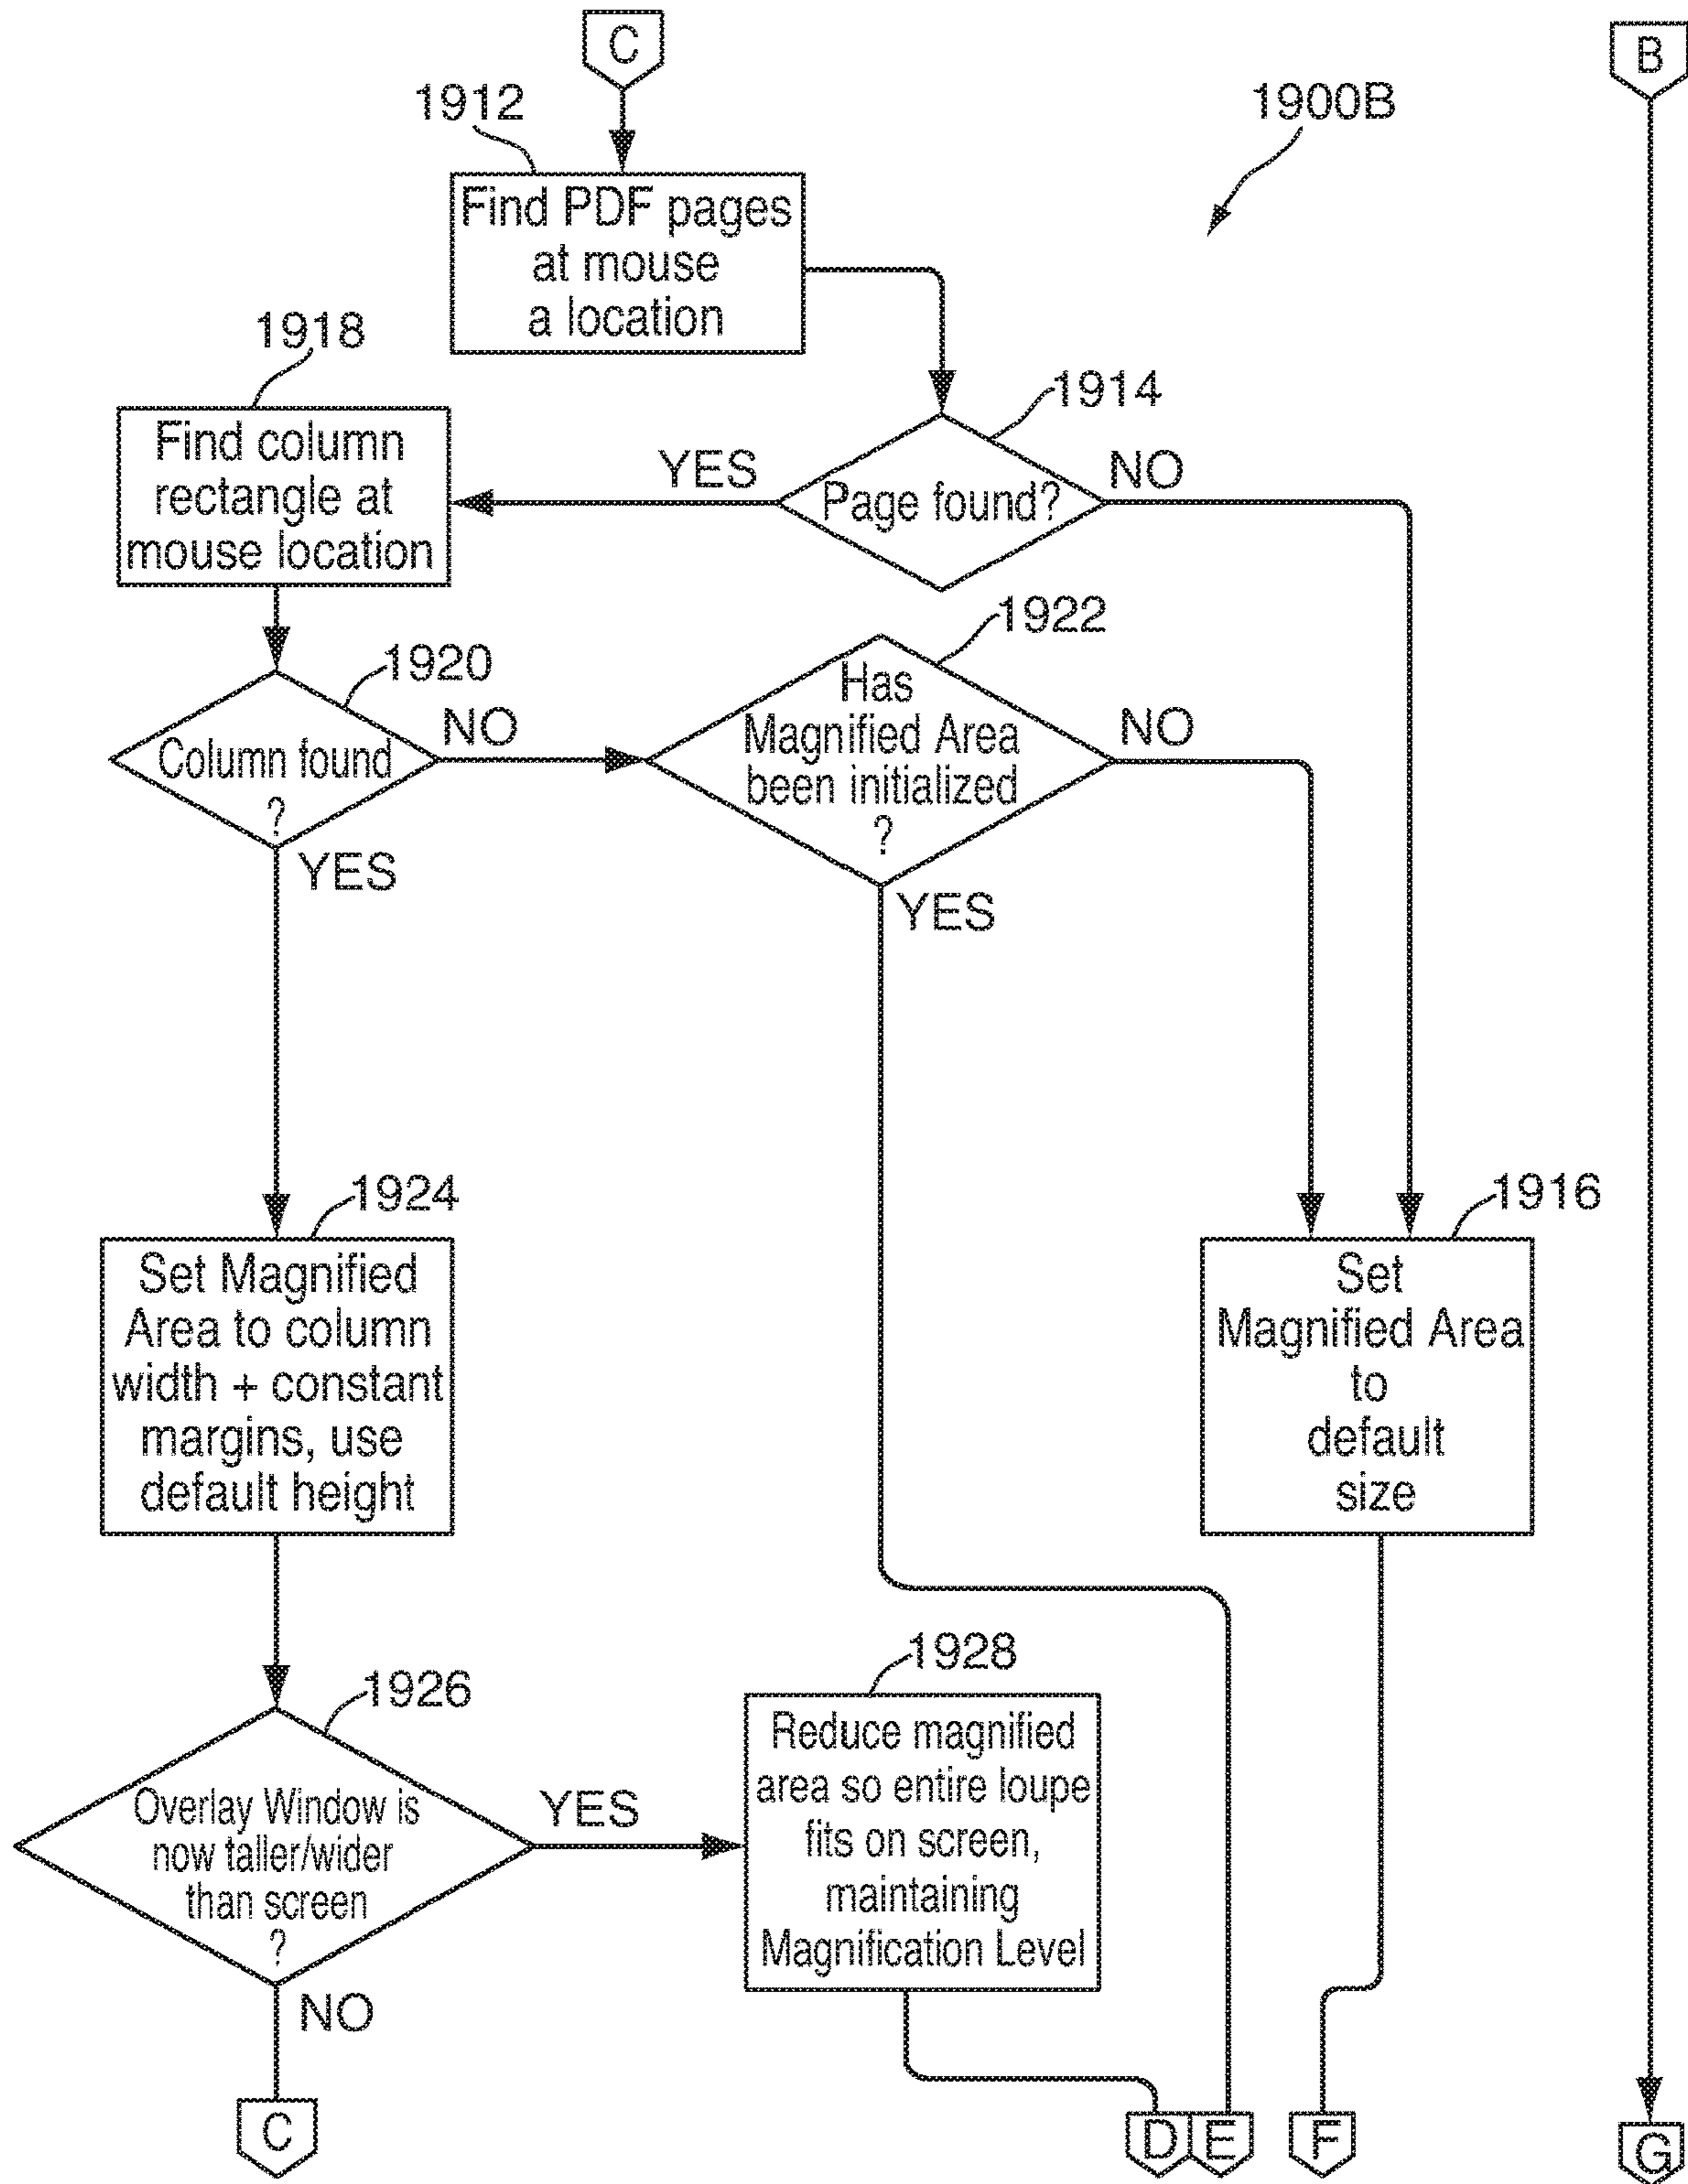 C
B
1912
1900B
Find PDF pages
at mouse
a location
1918
1914
Find column
rectangle at
mouse location
YES
Page found?
NO
1922
1920
Has
Magnified Area
been initialized
?
NO
NO
Column found
?
YES
YES
1924
1916
Set Magnified
Area to column
width + constant
margins, use
default height
Set
Magnified Area
to
default
size
1928
1926
Reduce magnified
area so entire loupe
fits on screen,
maintaining
Magnification Level
Overlay Window is
now taller/wider
than screen
?
YES
NO
C
D
E
F
G